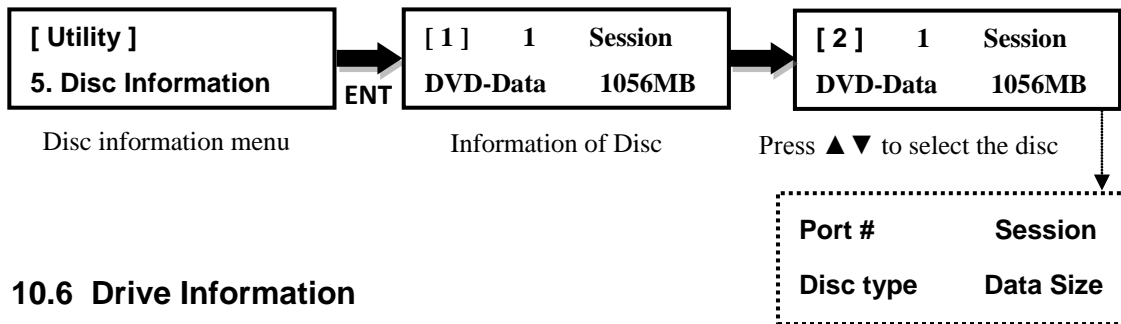 [ Utility ]
5. Disc Information
ENT
[ 1 ] 1 Session
DVD-Data 1056MB
[ 2 ] 1 Session
DVD-Data 1056MB
Disc information menu
Information of Disc
Press ▲▼ to select the disc
Port # Session
Disc type Data Size
10.6 Drive Information